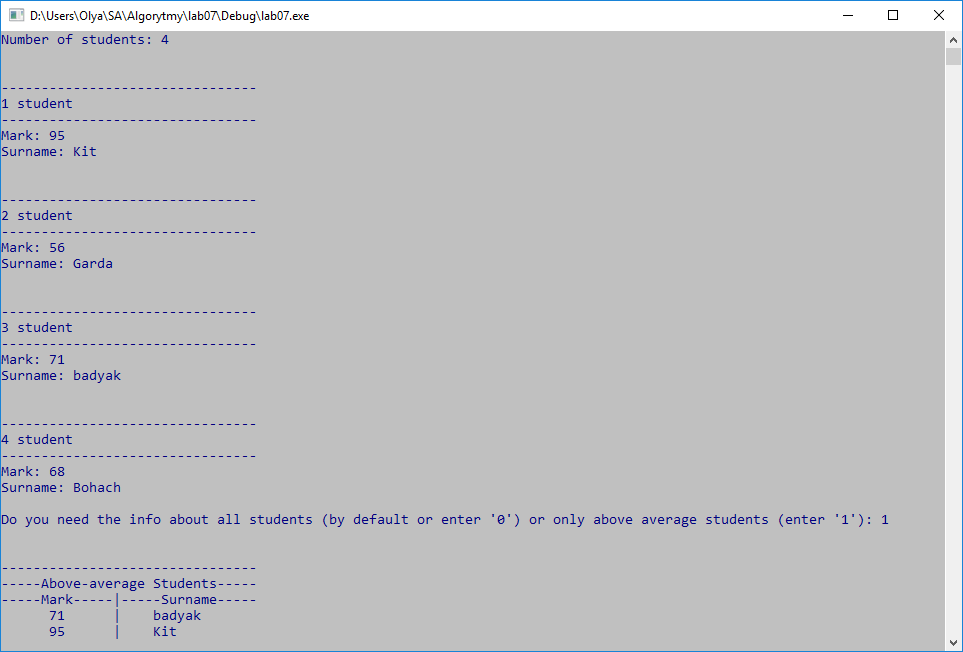 D:\Users\Olya\SA\Algorytmy\lab07\Debug\lab07.exe
Number of students: 4
--------------------------------
1 student
--------------------------------
Mark: 95
Surname: Kit
--------------------------------
2 student
--------------------------------
Mark: 56
Surname: Garda
--------------------------------
3 student
--------------------------------
Mark: 71
Surname: badyak
--------------------------------
4 student
--------------------------------
Mark: 68
Surname: Bohach
Do you need the info about all students (by default or enter '0') or only above average students (enter '1'): 1
--------------------------------
-----Above-average Students-----
-----Mark-----|-----Surname-----
      71      |    badyak
      95      |    Kit